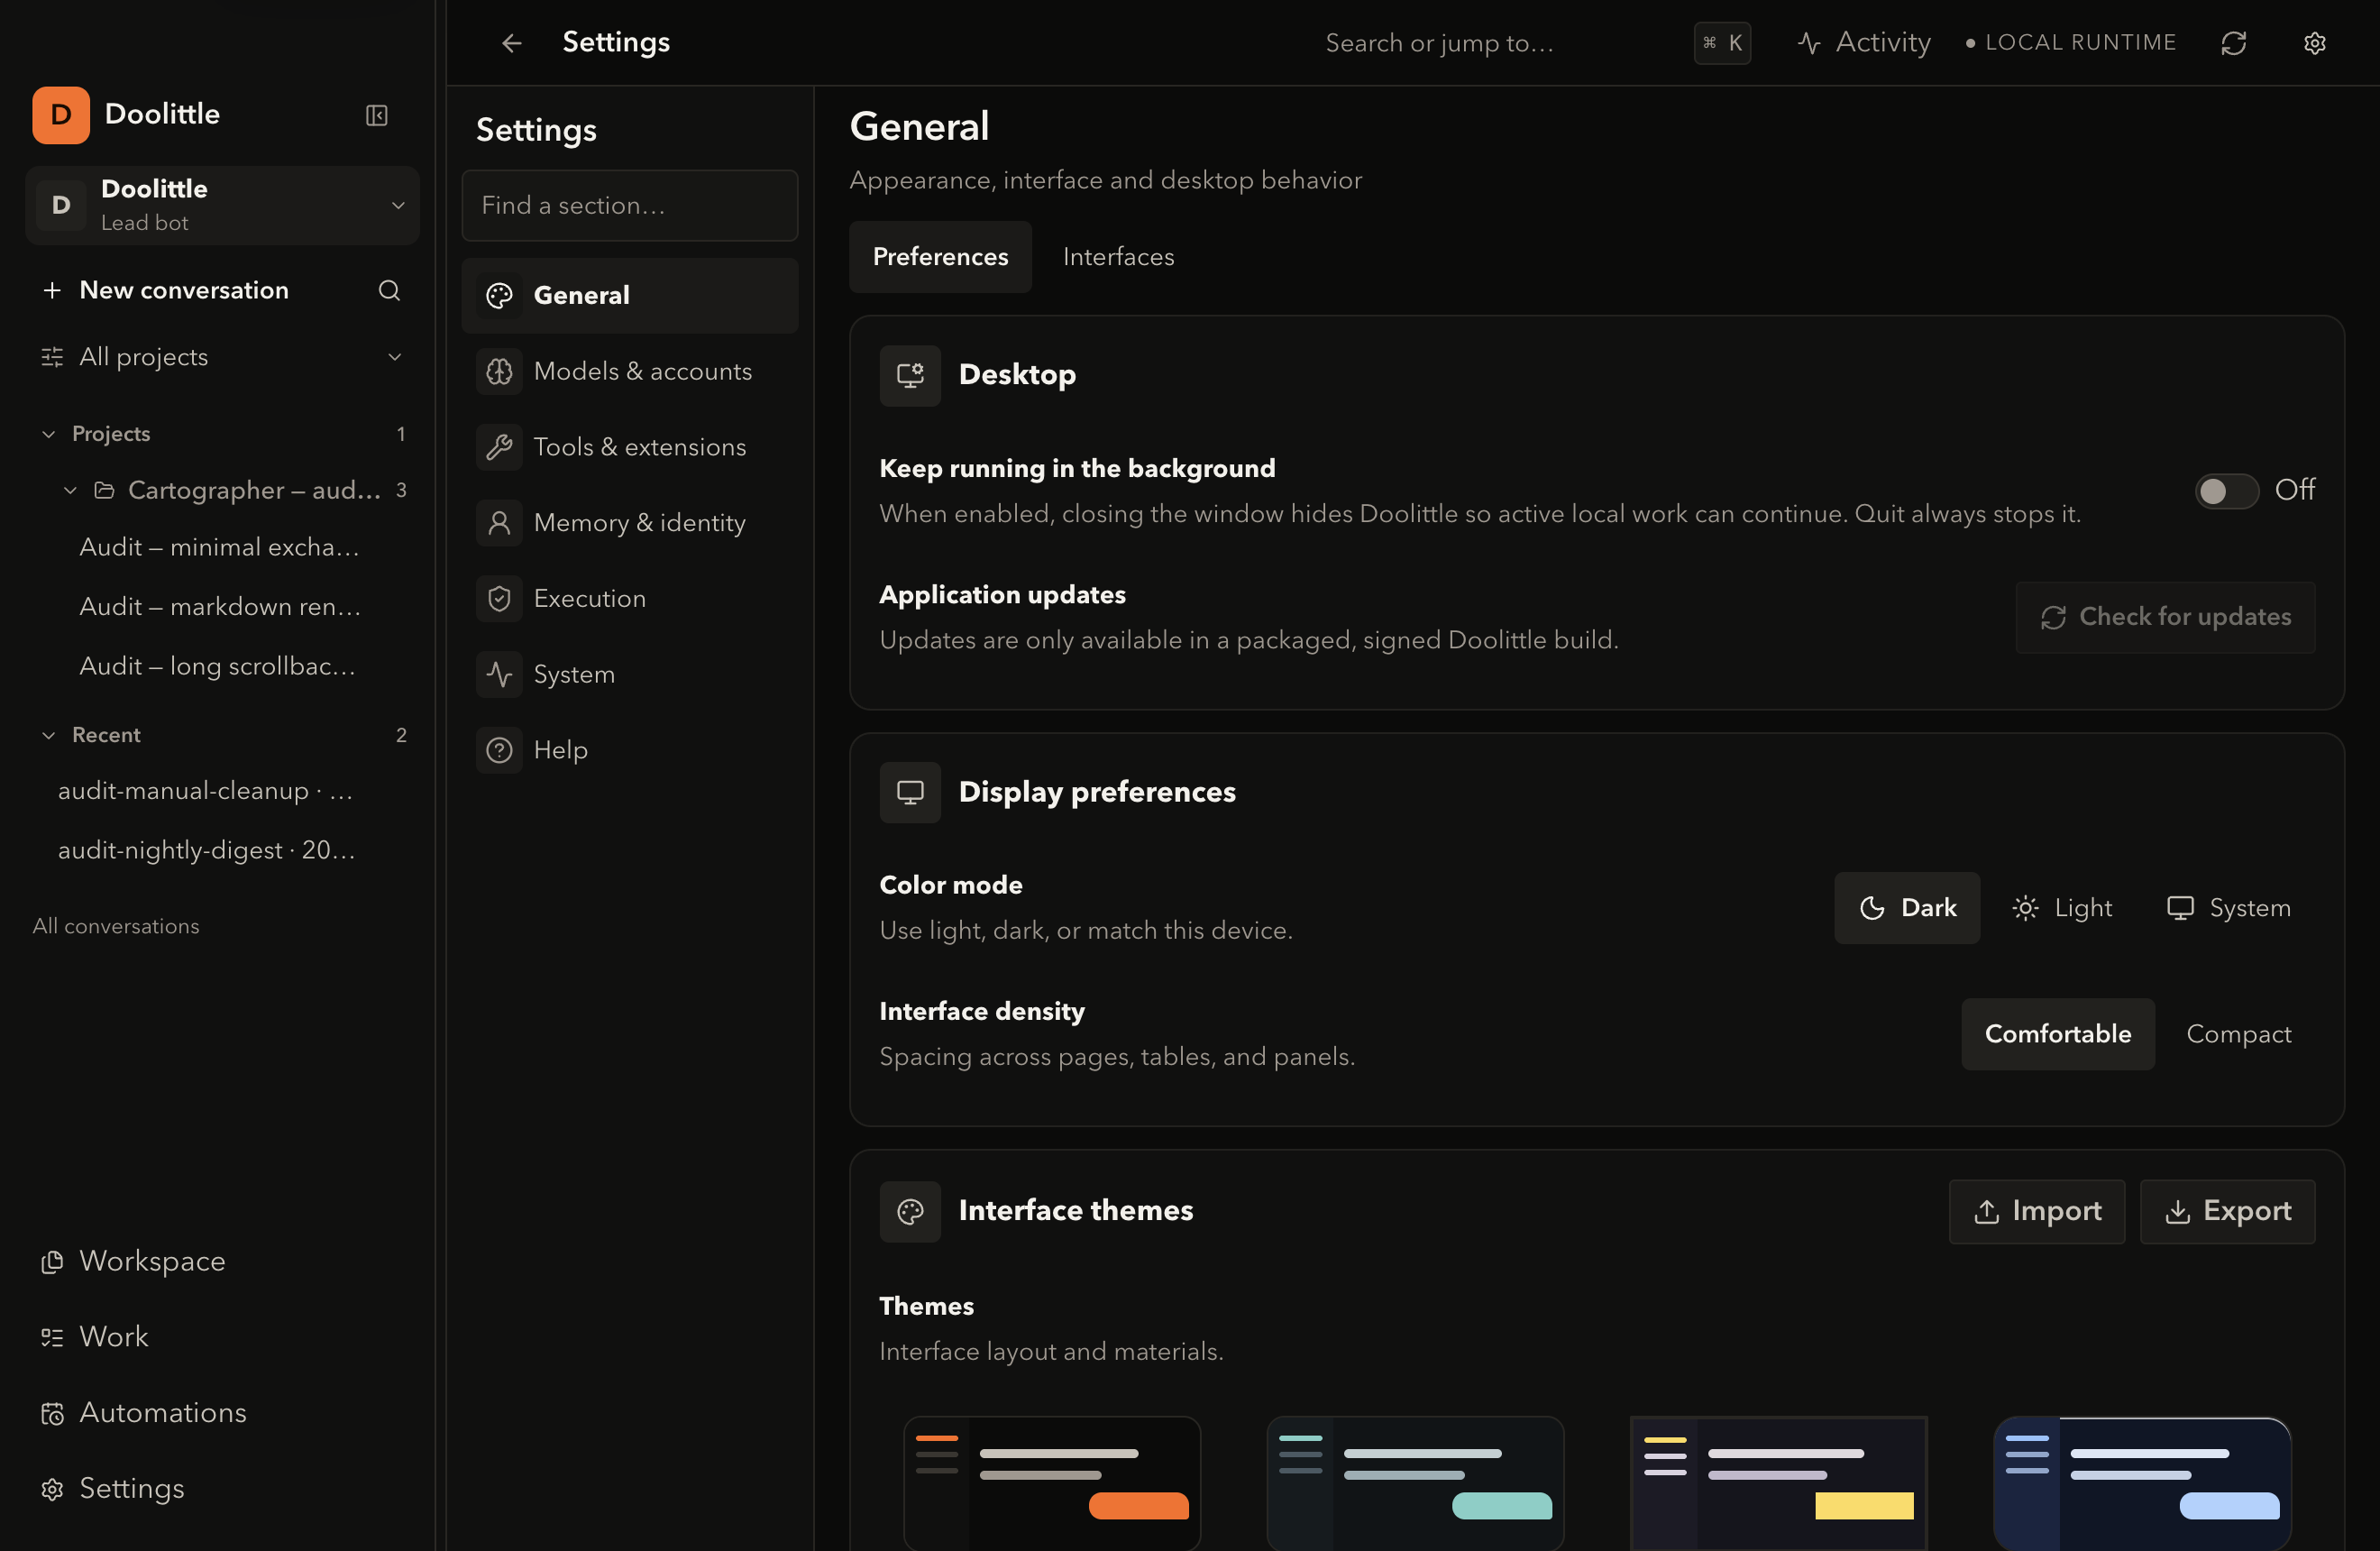 D Doolittle
D Doolittle
Lead bot
New conversation
All projects
Projects 1
Cartographer – aud... 3
Audit – minimal excha...
Audit – markdown ren...
Audit – long scrollbac...
Recent 2
audit-manual-cleanup · ...
audit-nightly-digest · 20...
All conversations
Workspace
Work
Automations
Settings
Settings
Search or jump to...
⌘ K
Activity
LOCAL RUNTIME
Settings
Find a section...
General
Models & accounts
Tools & extensions
Memory & identity
Execution
System
Help
General
Appearance, interface and desktop behavior
Preferences Interfaces
Desktop
Keep running in the background
When enabled, closing the window hides Doolittle so active local work can continue. Quit always stops it.
Off
Application updates
Updates are only available in a packaged, signed Doolittle build.
Check for updates
Display preferences
Color mode
Use light, dark, or match this device.
Dark Light System
Interface density
Spacing across pages, tables, and panels.
Comfortable Compact
Interface themes
Import Export
Themes
Interface layout and materials.